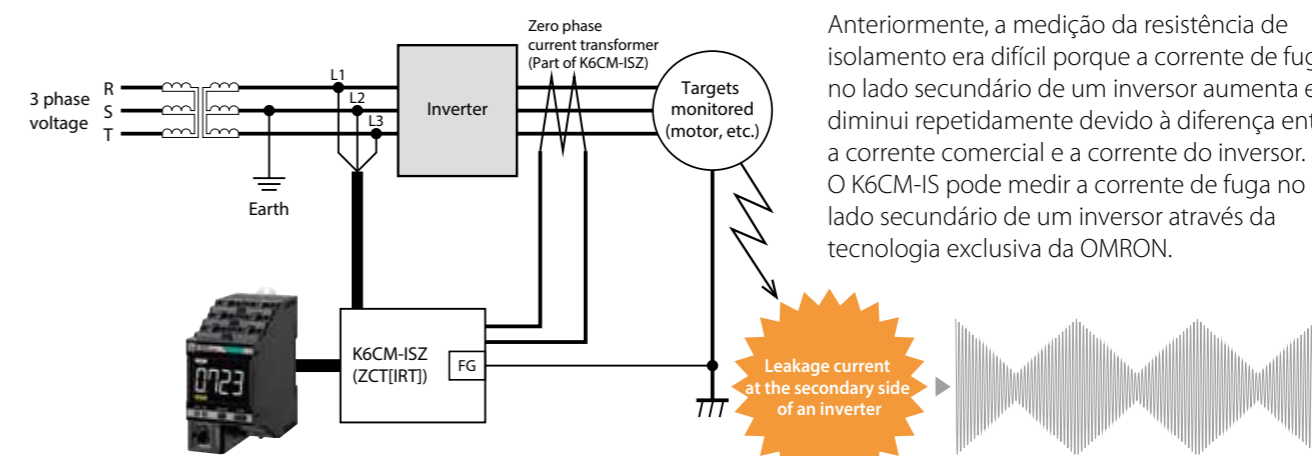 Zero phase
current transformer
(Part of K6CM-ISZ)
3 phase
voltage
R
S
T
L1
L2
L3
Inverter
Targets
monitored
(motor, etc.)
Earth
K6CM-ISZ
(ZCT[IRT])
FG
Leakage current
at the secondary side
of an inverter
Anteriormente, a medição da resistência de
isolamento era difícil porque a corrente de
no lado secundário de um inversor aumenta e
diminui repetidamente devido à diferença
a corrente comercial e a corrente do inversor.
O K6CM-IS pode medir a corrente de fuga no
lado secundário de um inversor através da
tecnologia exclusiva da OMRON.
0723